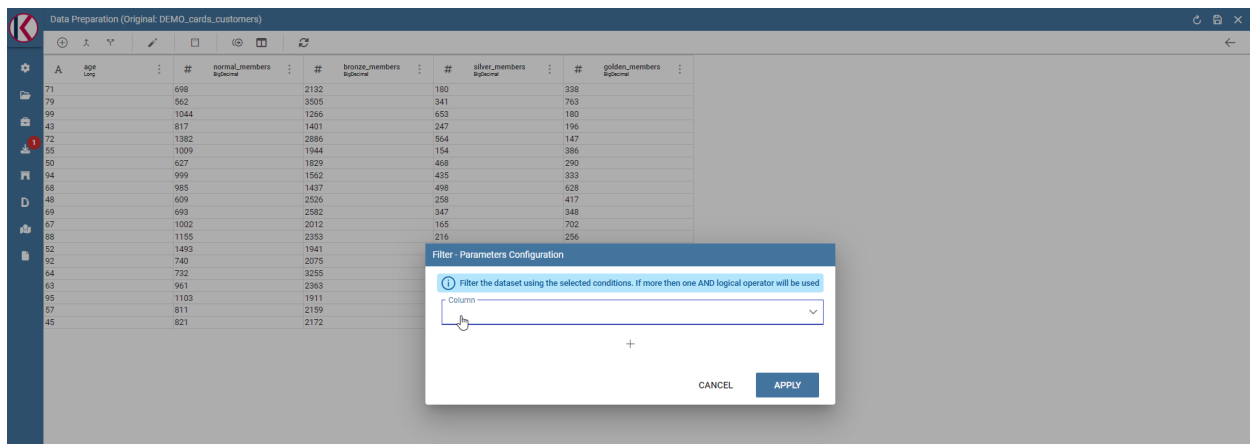 Data Preparation (Original: DEMO_cards_customers)
A age Long # normal_members BigDecimal # bronze_members BigDecimal # silver_members BigDecimal # golden_members BigDecimal
71 698 2132 180 338
79 562 3505 341 763
99 1044 1266 653 180
43 817 1401 247 196
72 1382 2886 564 147
1
55 1009 1944 154 386
50 627 1829 468 290
94 999 1562 435 333
68 985 1437 498 628
48 609 2526 258 417
D
69 693 2582 347 348
67 1002 2012 165 702
88 1155 2353 216 256
52 1493 1941
92 740 2075
64 732 3255
63 961 2363
95 1103 1911
57 811 2159
45 821 2172
Filter - Parameters Configuration
Filter the dataset using the selected conditions. If more then one AND logical operator will be used
Column
+
CANCEL APPLY